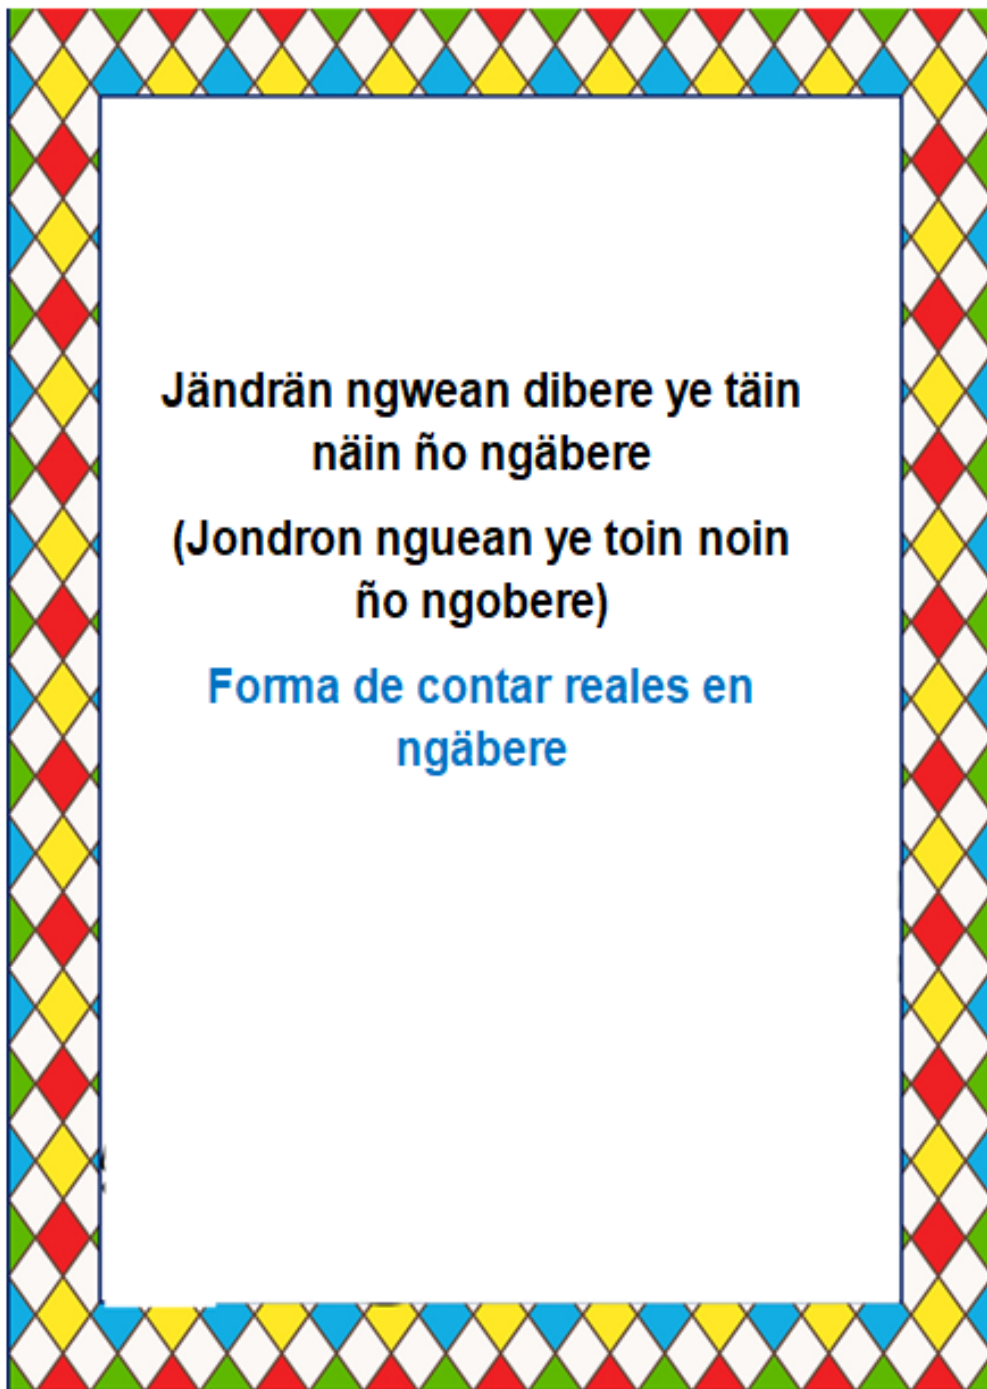 Jändrän ngwean dibere ye täin
näin ño ngäbere
(Jondron nguean ye toin noin
ño ngobere)
Forma de contar reales en
ngäbere